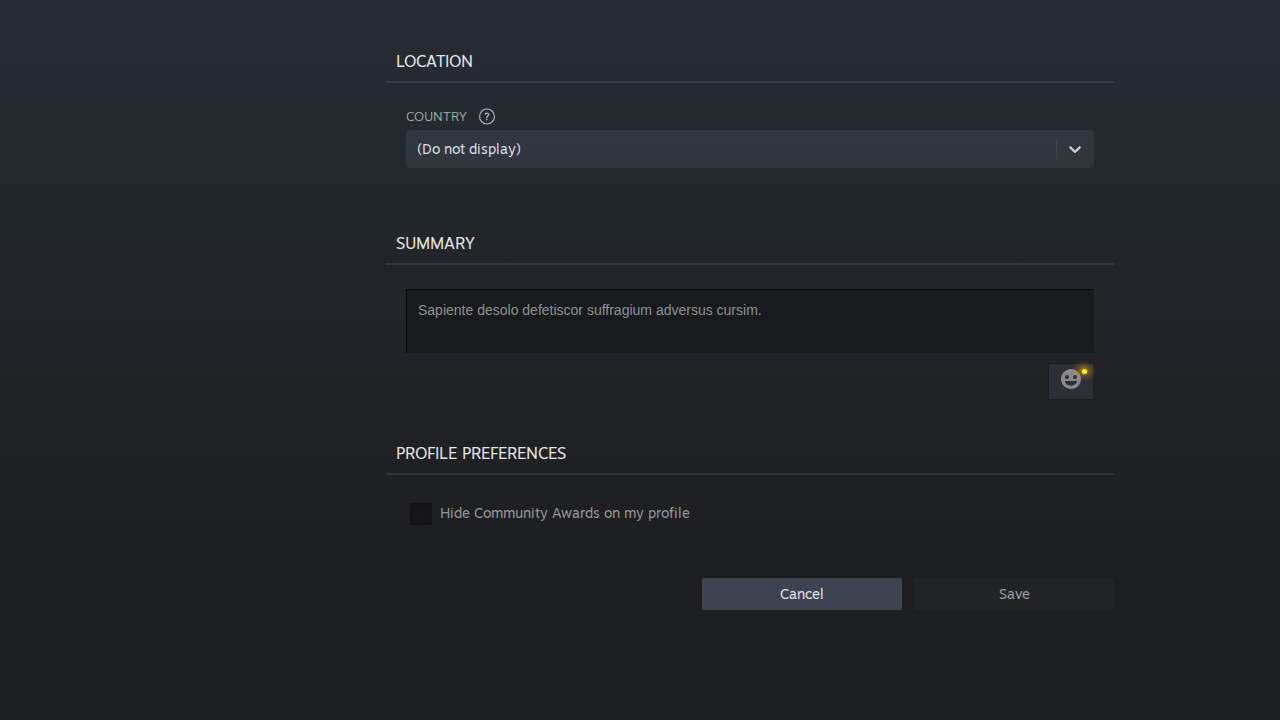 LOCATION
COUNTRY ?
(Do not display)
SUMMARY
Sapiente desolo defetiscor suffragium adversus cursim.
PROFILE PREFERENCES
Hide Community Awards on my profile
Cancel Save